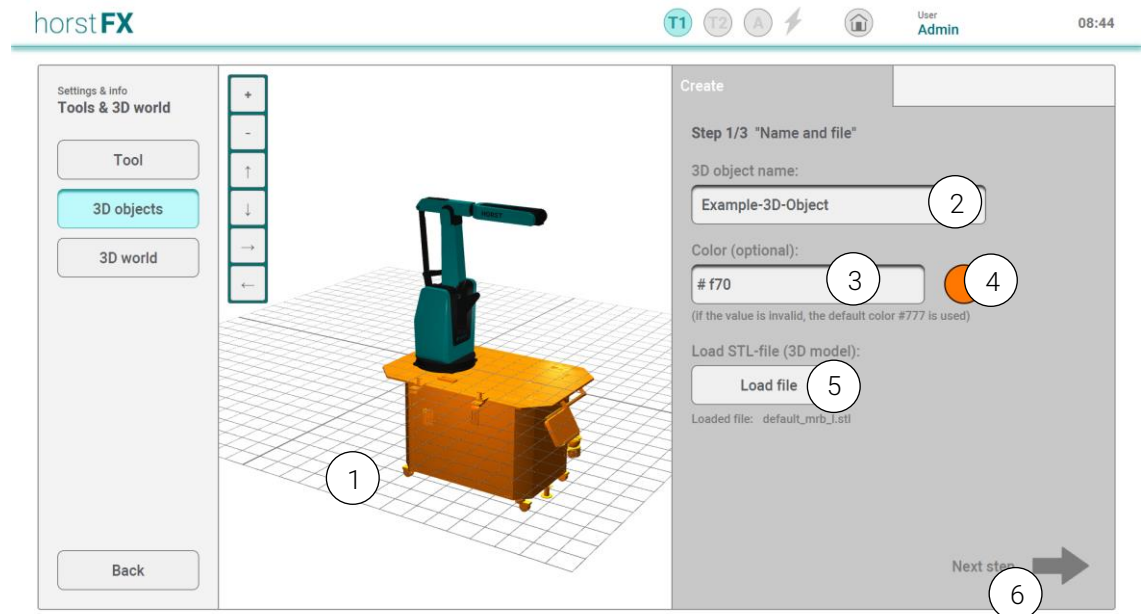 horstFX
T1 T2 A
User
Admin
08:44
Settings & info
Tools & 3D world
Tool
3D objects
3D world
Back
+
-
↑
↓
→
←
HORST
1
Create
Step 1/3 "Name and file"
3D object name:
Example-3D-Object
2
Color (optional):
# f70
3
4
(if the value is invalid, the default color #777 is used)
Load STL-file (3D model):
Load file
5
Loaded file: default_mrb_l.stl
Next step
6